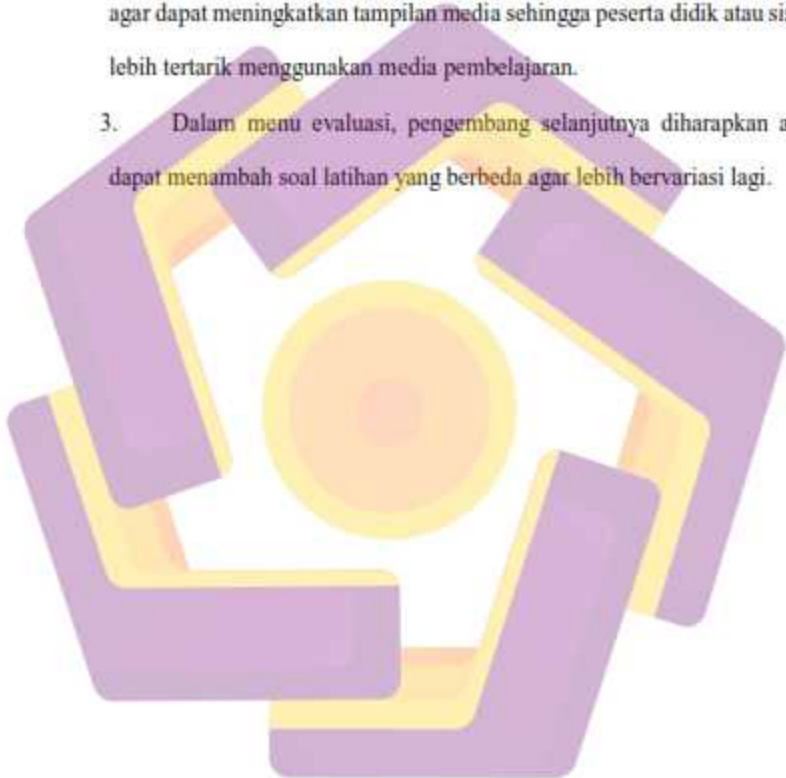 agar dapat meningkatkan tampilan media sehingga peserta didik atau sis
lebih tertarik menggunakan media pembelajaran.
3. Dalam menu evaluasi, pengembang selanjutnya diharapkan a
dapat menambah soal latihan yang berbeda agar lebih bervariasi lagi.